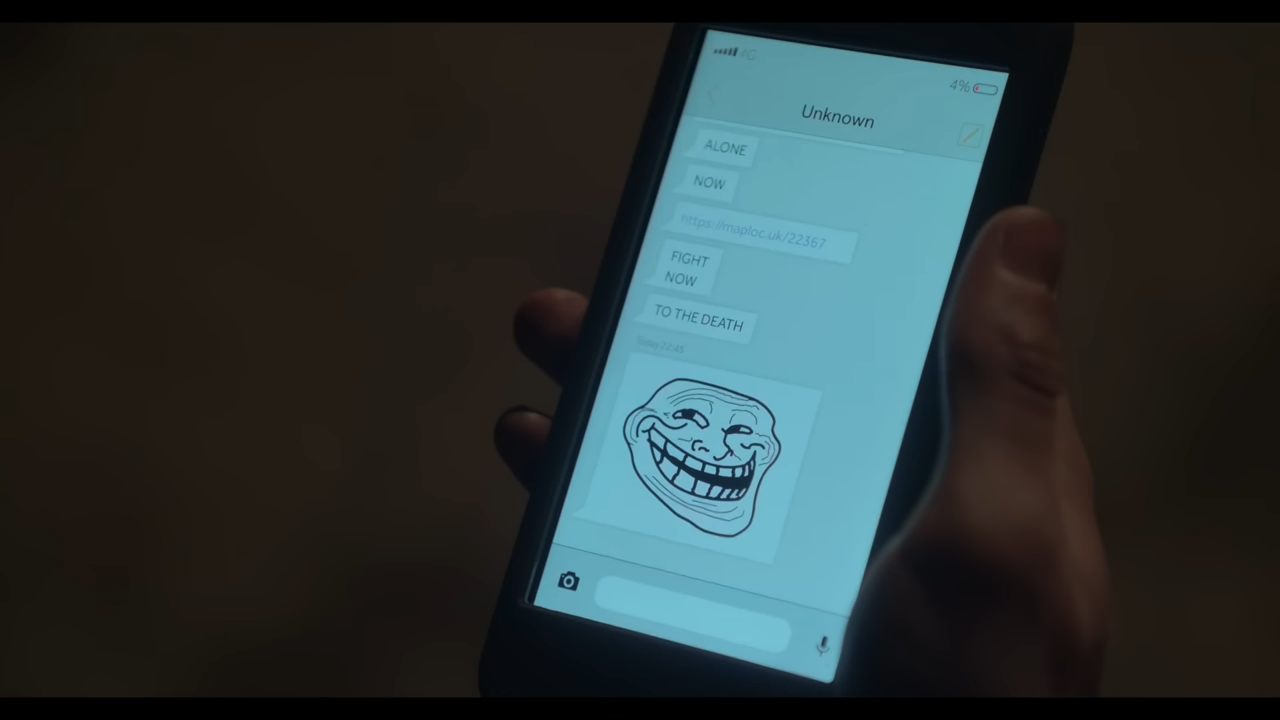 4G
4%
Unknown
ALONE
NOW
https://maploc.uk/22367
FIGHT
NOW
TO THE DEATH
Today 22:45